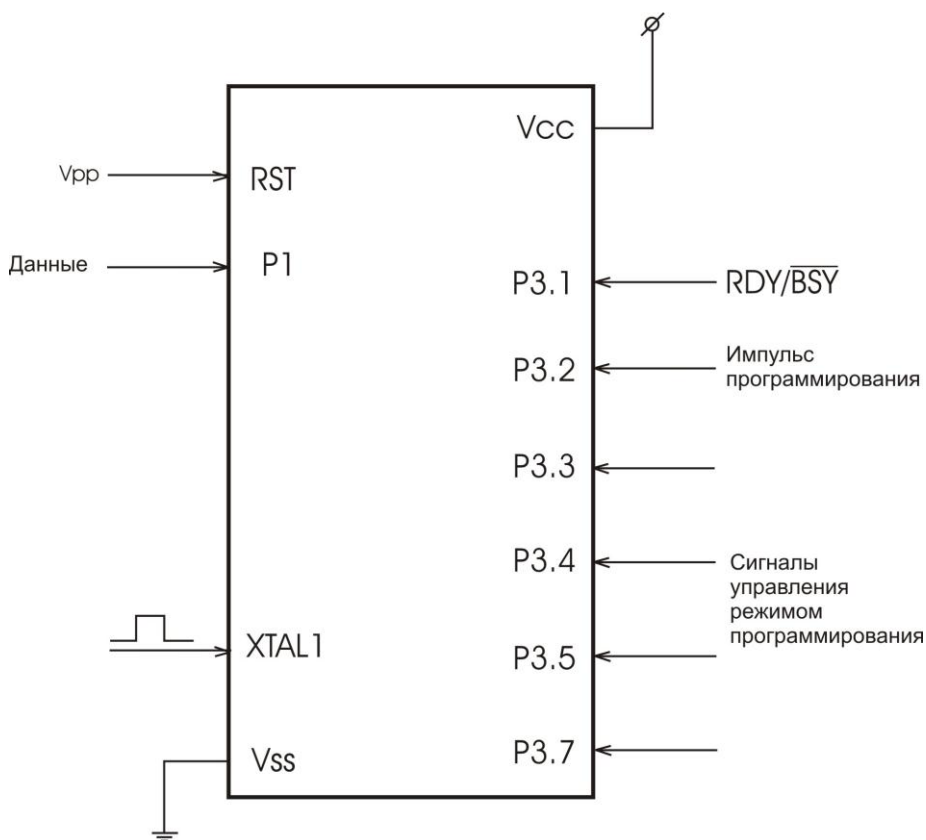 Vcc
Vpp
RST
Данные
P1
P3.1
RDY/BSY
P3.2
Импульс
программирования
P3.3
P3.4
Сигналы
управления
режимом
программирования
XTAL1
P3.5
Vss
P3.7